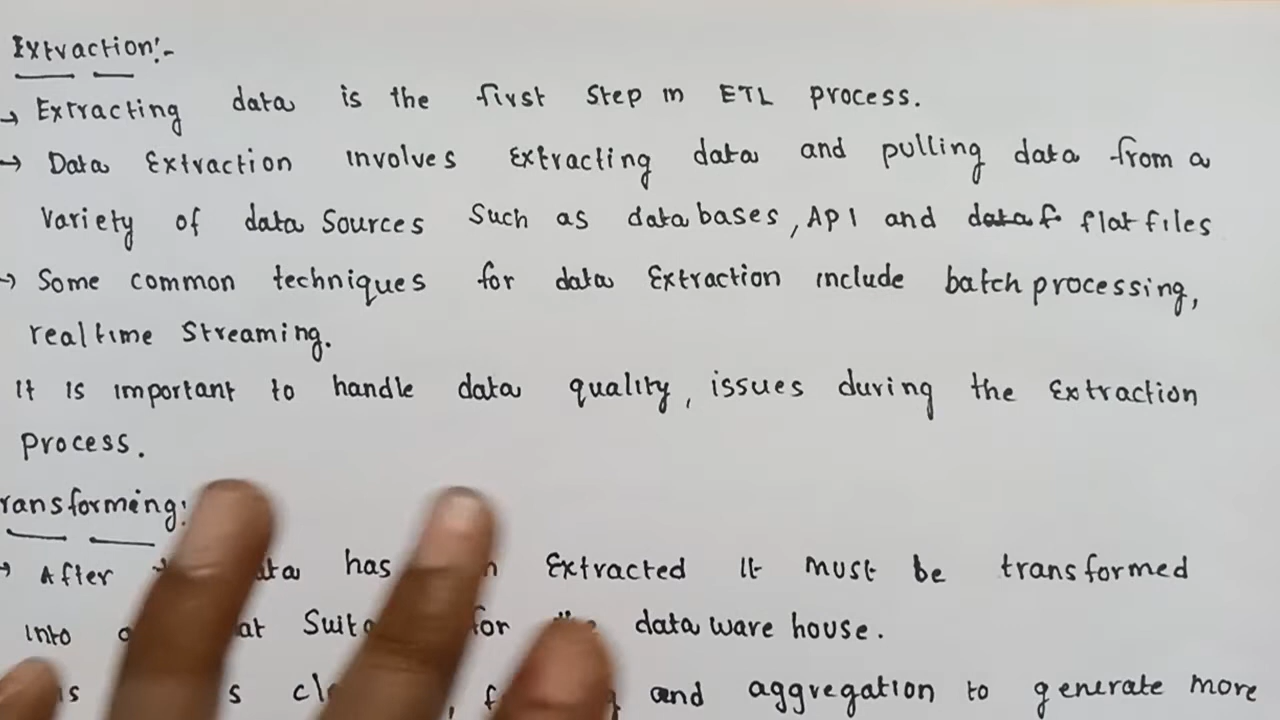 Extraction:-
→ Extracting data is the first step in ETL process.
→ Data Extraction involves extracting data and pulling data from a
variety of data sources such as databases, API and data f flat files
→ Some common techniques for data Extraction include batch processing,
realtime Streaming.
It is important to handle data quality, issues during the Extraction
process.
ransforming:
→ After has Extracted it must be transformed
into Suit for the data ware house.
and aggregation to generate more